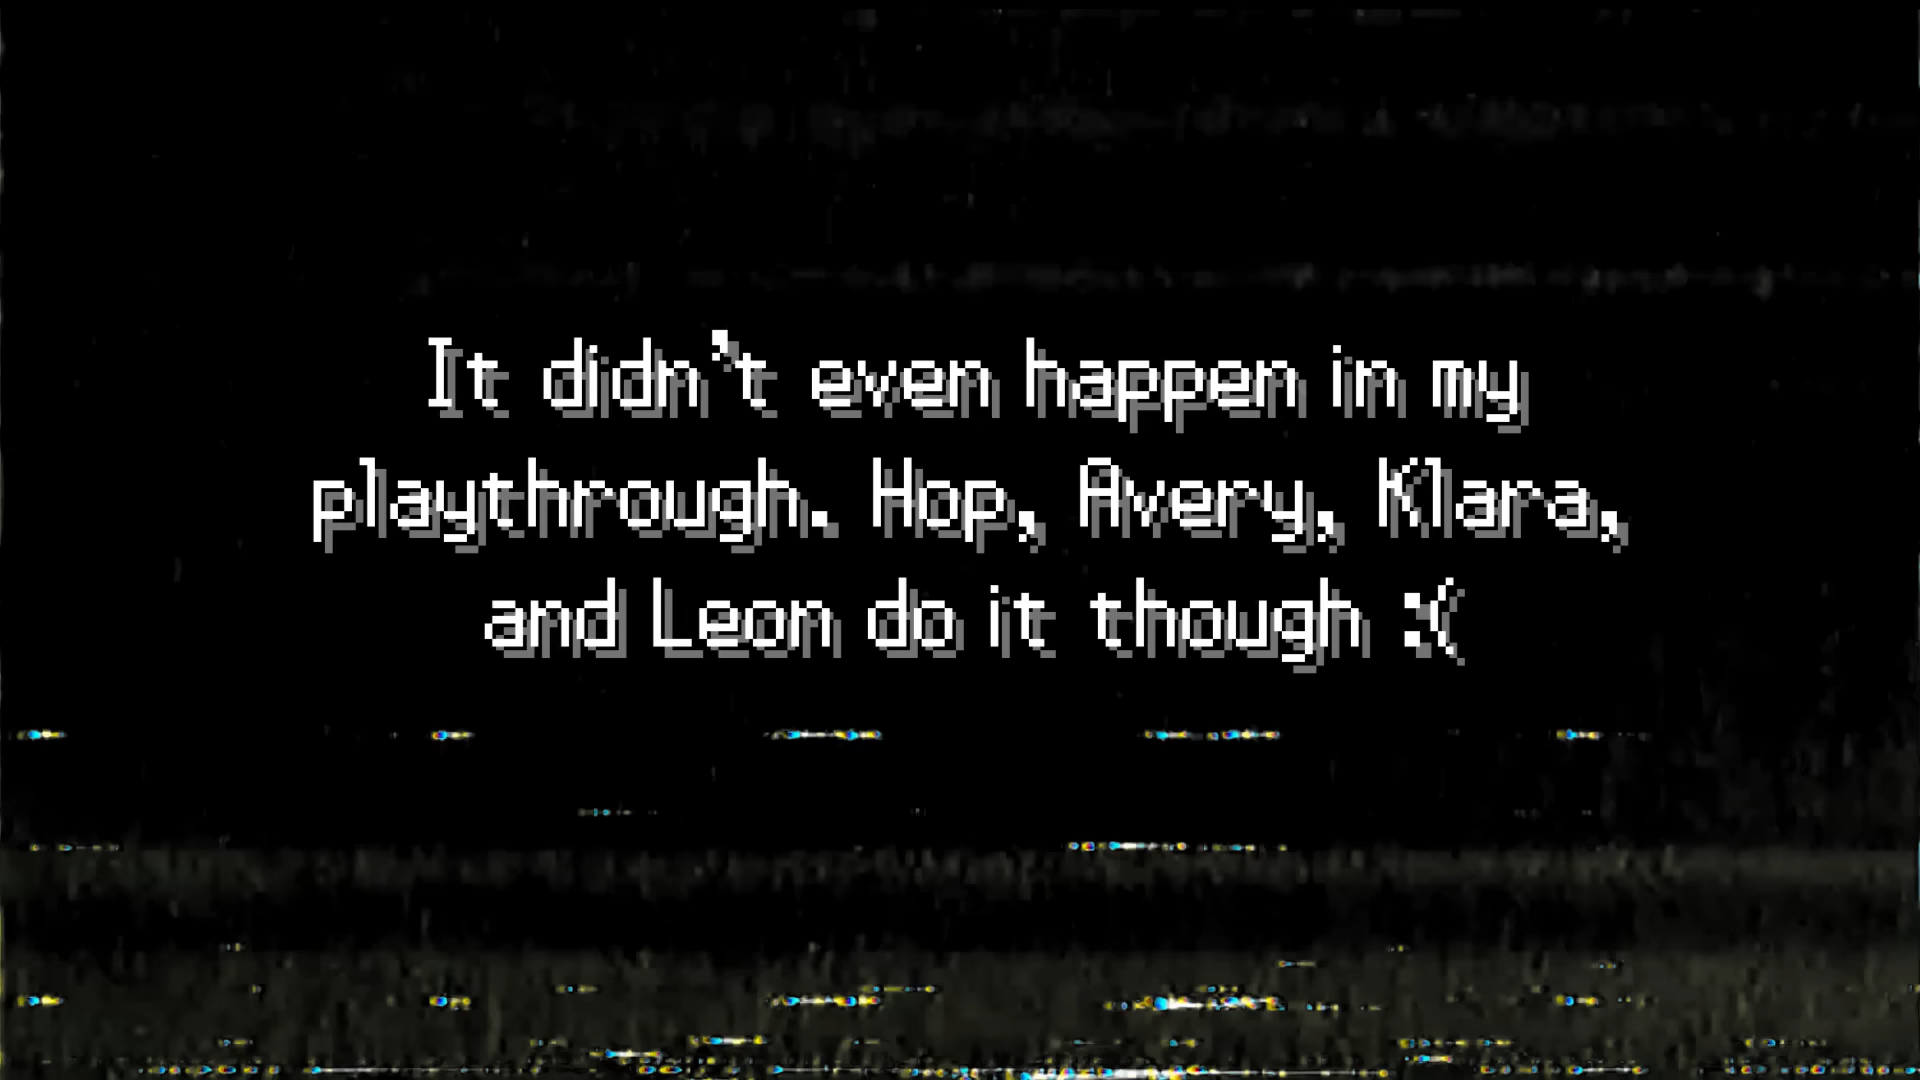 It didn't even happen in my
playthrough. Hop, Avery, Klara,
and Leon do it though :(